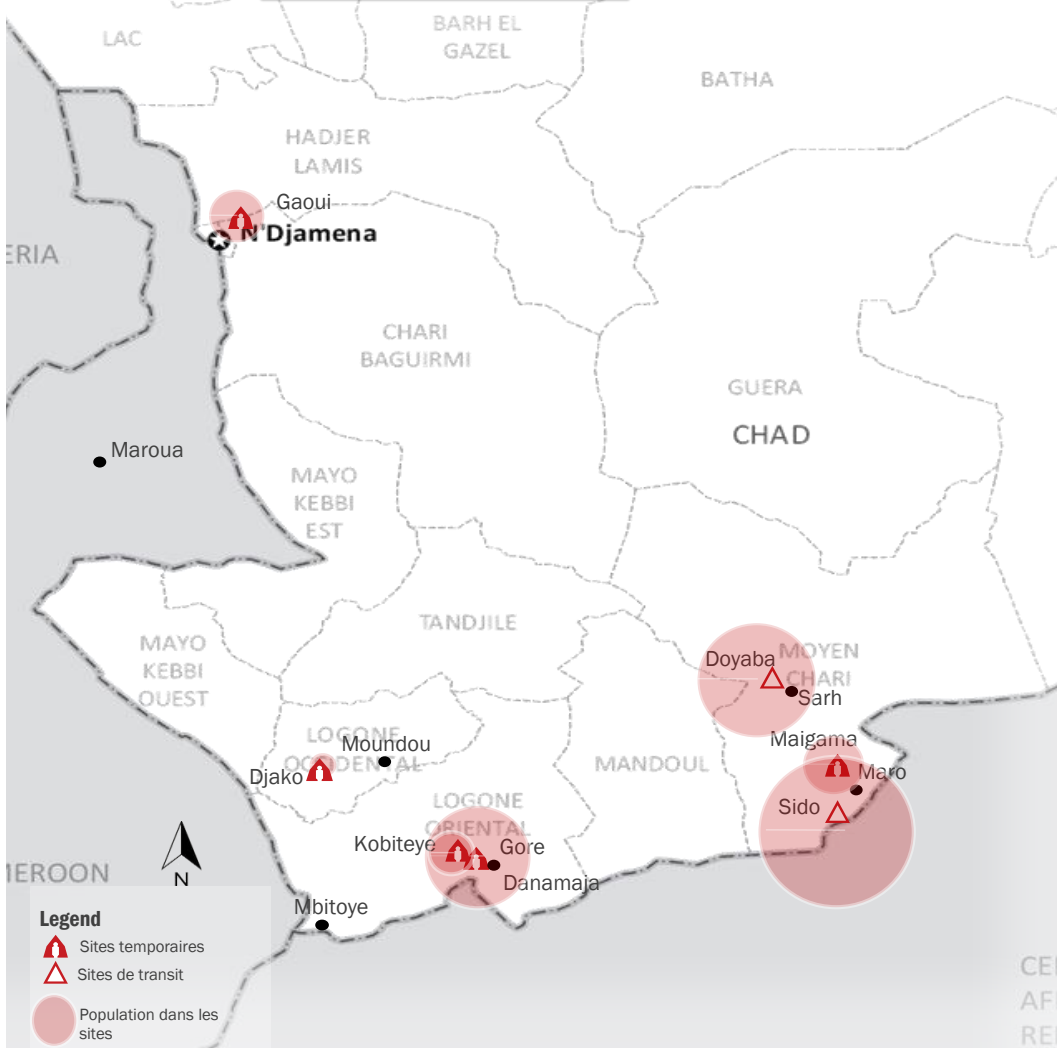 LAC
BARH EL
GAZEL
BATHA
HADJER
LAMIS
Gaoui
N'Djamena
ERIA
CHARI
BAGUIRMI
GUERA
CHAD
Maroua
MAYO
KEBBI
EST
TANDJILE
MAYO
KEBBI
OUEST
Doyaba
MOYEN
CHARI
Sarh
LOGONE
OCCIDENTAL
Moundou
Djako
MANDOUL
Maigama
Maro
Sido
LOGONE
ORIENTAL
Kobiteye
Gore
Danamaja
MEROON
N
Mbitoye
Legend
Sites temporaires
Sites de transit
Population dans les
sites
CE
AF
RE